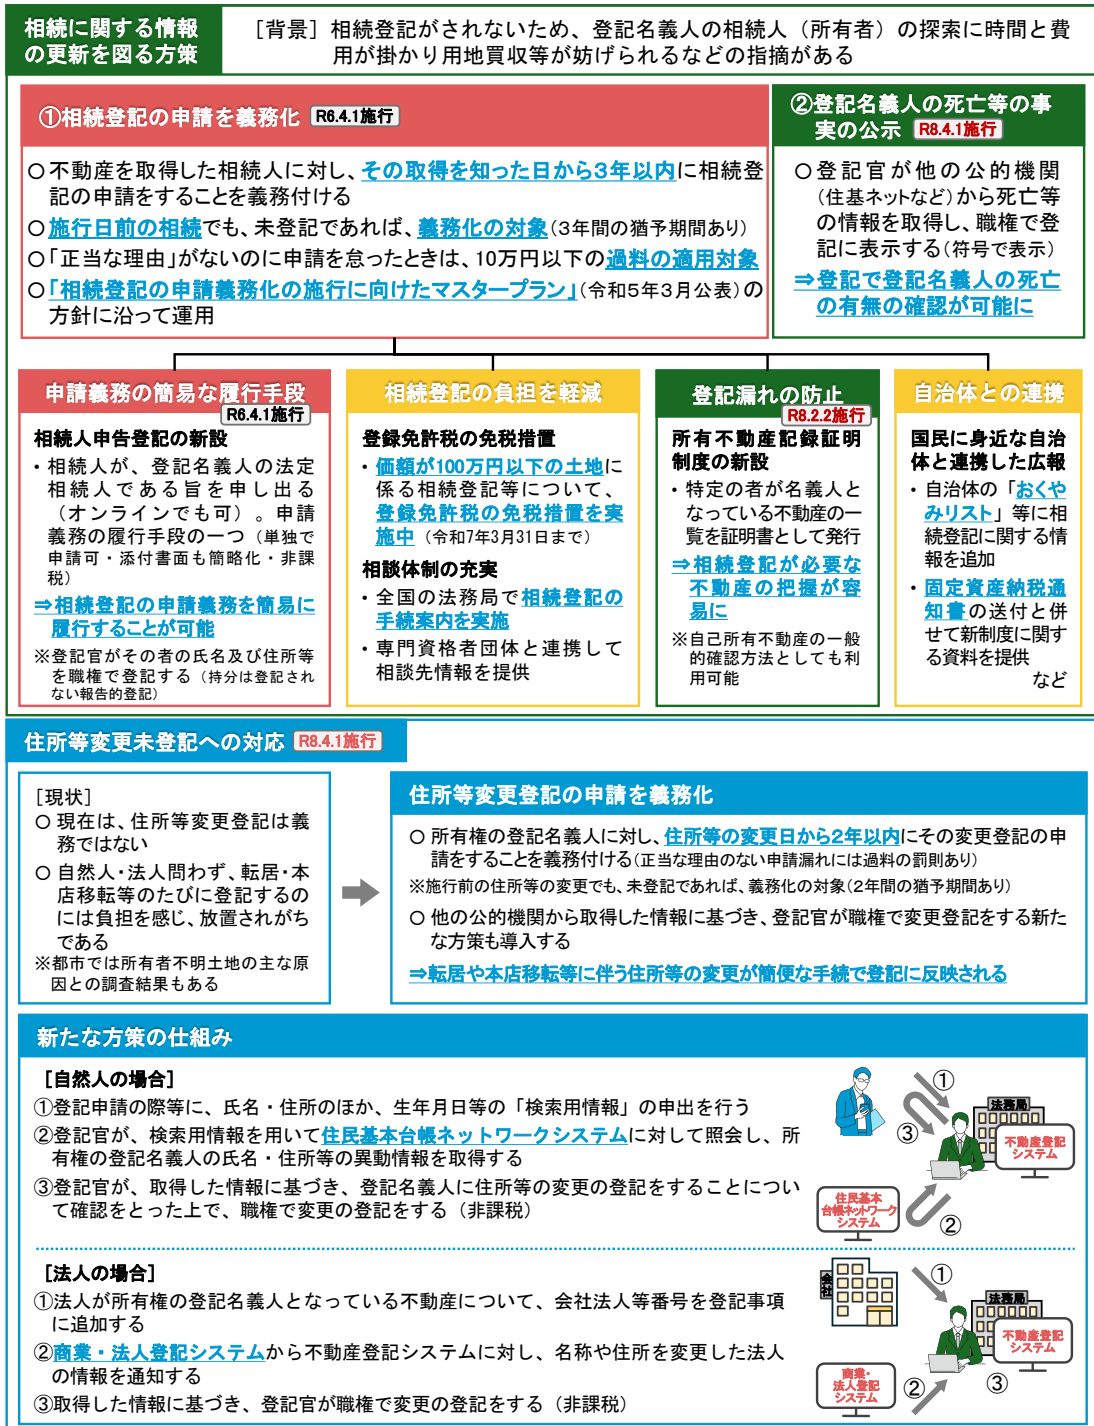 相続に関する情報
の更新を図る方策
［背景］相続登記がされないため、登記名義人の相続人（所有者）の探索に時間と費
用が掛かり用地買収等が妨げられるなどの指摘がある
①相続登記の申請を義務化 R6.4.1施行
○不動産を取得した相続人に対し、その取得を知った日から３年以内に相続登
記の申請をすることを義務付ける
○施行日前の相続でも、未登記であれば、義務化の対象（３年間の猶予期間あり）
○「正当な理由」がないのに申請を怠ったときは、10万円以下の過料の適用対象
○「相続登記の申請義務化の施行に向けたマスタープラン」（令和５年３月公表）の
方針に沿って運用
②登記名義人の死亡等の事
実の公示 R8.4.1施行
○登記官が他の公的機関
（住基ネットなど）から死亡等
の情報を取得し、職権で登
記に表示する（符号で表示）
⇒登記で登記名義人の死亡
の有無の確認が可能に
申請義務の簡易な履行手段
R6.4.1施行
相続人申告登記の新設
・相続人が、登記名義人の法定
相続人である旨を申し出る
（オンラインでも可）。申請
義務の履行手段の一つ（単独で
申請可・添付書面も簡略化・非課
税）
⇒相続登記の申請義務を簡易に
履行することが可能
※登記官がその者の氏名及び住所等
を職権で登記する（持分は登記され
ない報告的登記）
相続登記の負担を軽減
登録免許税の免税措置
・価額が100万円以下の土地に
係る相続登記等について、
登録免許税の免税措置を実
施中（令和7年3月31日まで）
相談体制の充実
・全国の法務局で相続登記の
手続案内を実施
・専門資格者団体と連携して
相談先情報を提供
登記漏れの防止
R8.2.2施行
所有不動産記録証明
制度の新設
・特定の者が名義人と
なっている不動産の一
覧を証明書として発行
⇒相続登記が必要な
不動産の把握が容
易に
※自己所有不動産の一般
的確認方法としても利
用可能
自治体との連携
国民に身近な自治
体と連携した広報
・自治体の「おくや
みリスト」等に相
続登記に関する情
報を追加
・固定資産納税通
知書の送付と併
せて新制度に関す
る資料を提供
など
住所等変更未登記への対応 R8.4.1施行
［現状］
○現在は、住所等変更登記は義
務ではない
○自然人・法人問わず、転居・本
店移転等のたびに登記するの
には負担を感じ、放置されがち
である
※都市では所有者不明土地の主な原
因との調査結果もある
住所等変更登記の申請を義務化
○所有権の登記名義人に対し、住所等の変更日から２年以内にその変更登記の申
請をすることを義務付ける（正当な理由のない申請漏れには過料の罰則あり）
※施行前の住所等の変更でも、未登記であれば、義務化の対象（２年間の猶予期間あり）
○他の公的機関から取得した情報に基づき、登記官が職権で変更登記をする新た
な方策も導入する
⇒転居や本店移転等に伴う住所等の変更が簡便な手続で登記に反映される
新たな方策の仕組み
［自然人の場合］
①登記申請の際等に、氏名・住所のほか、生年月日等の「検索用情報」の申出を行う
②登記官が、検索用情報を用いて住民基本台帳ネットワークシステムに対して照会し、所
有権の登記名義人の氏名・住所等の異動情報を取得する
③登記官が、取得した情報に基づき、登記名義人に住所等の変更の登記をすることについ
て確認をとった上で、職権で変更の登記をする（非課税）
①
③
法務局
不動産登記
システム
住民基本
台帳ネットワーク
システム
②
［法人の場合］
①法人が所有権の登記名義人となっている不動産について、会社法人等番号を登記事項
に追加する
②商業・法人登記システムから不動産登記システムに対し、名称や住所を変更した法人
の情報を通知する
③取得した情報に基づき、登記官が職権で変更の登記をする（非課税）
会社
①
法務局
不動産登記
システム
商業・
法人登記
システム
②
③